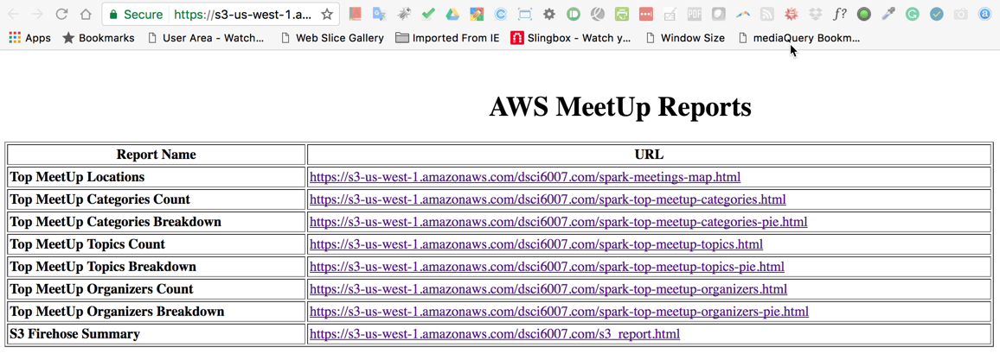 Secure https://s3-us-west-1.a...
Apps Bookmarks User Area - Watch... Web Slice Gallery Imported From IE Slingbox - Watch y... Window Size mediaQuery Bookm...
AWS MeetUp Reports
Report Name URL
Top MeetUp Locations https://s3-us-west-1.amazonaws.com/dsci6007.com/spark-meetings-map.html
Top MeetUp Categories Count https://s3-us-west-1.amazonaws.com/dsci6007.com/spark-top-meetup-categories.html
Top MeetUp Categories Breakdown https://s3-us-west-1.amazonaws.com/dsci6007.com/spark-top-meetup-categories-pie.html
Top MeetUp Topics Count https://s3-us-west-1.amazonaws.com/dsci6007.com/spark-top-meetup-topics.html
Top MeetUp Topics Breakdown https://s3-us-west-1.amazonaws.com/dsci6007.com/spark-top-meetup-topics-pie.html
Top MeetUp Organizers Count https://s3-us-west-1.amazonaws.com/dsci6007.com/spark-top-meetup-organizers.html
Top MeetUp Organizers Breakdown https://s3-us-west-1.amazonaws.com/dsci6007.com/spark-top-meetup-organizers-pie.html
S3 Firehose Summary https://s3-us-west-1.amazonaws.com/dsci6007.com/s3_report.html